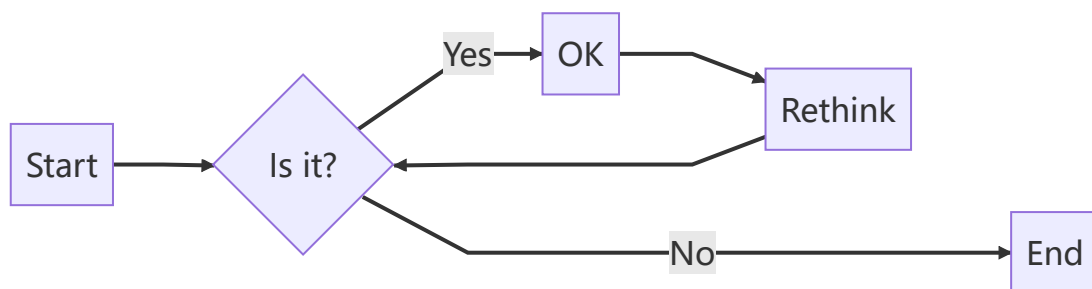 Start
Is it?
Yes
OK
Rethink
No
End